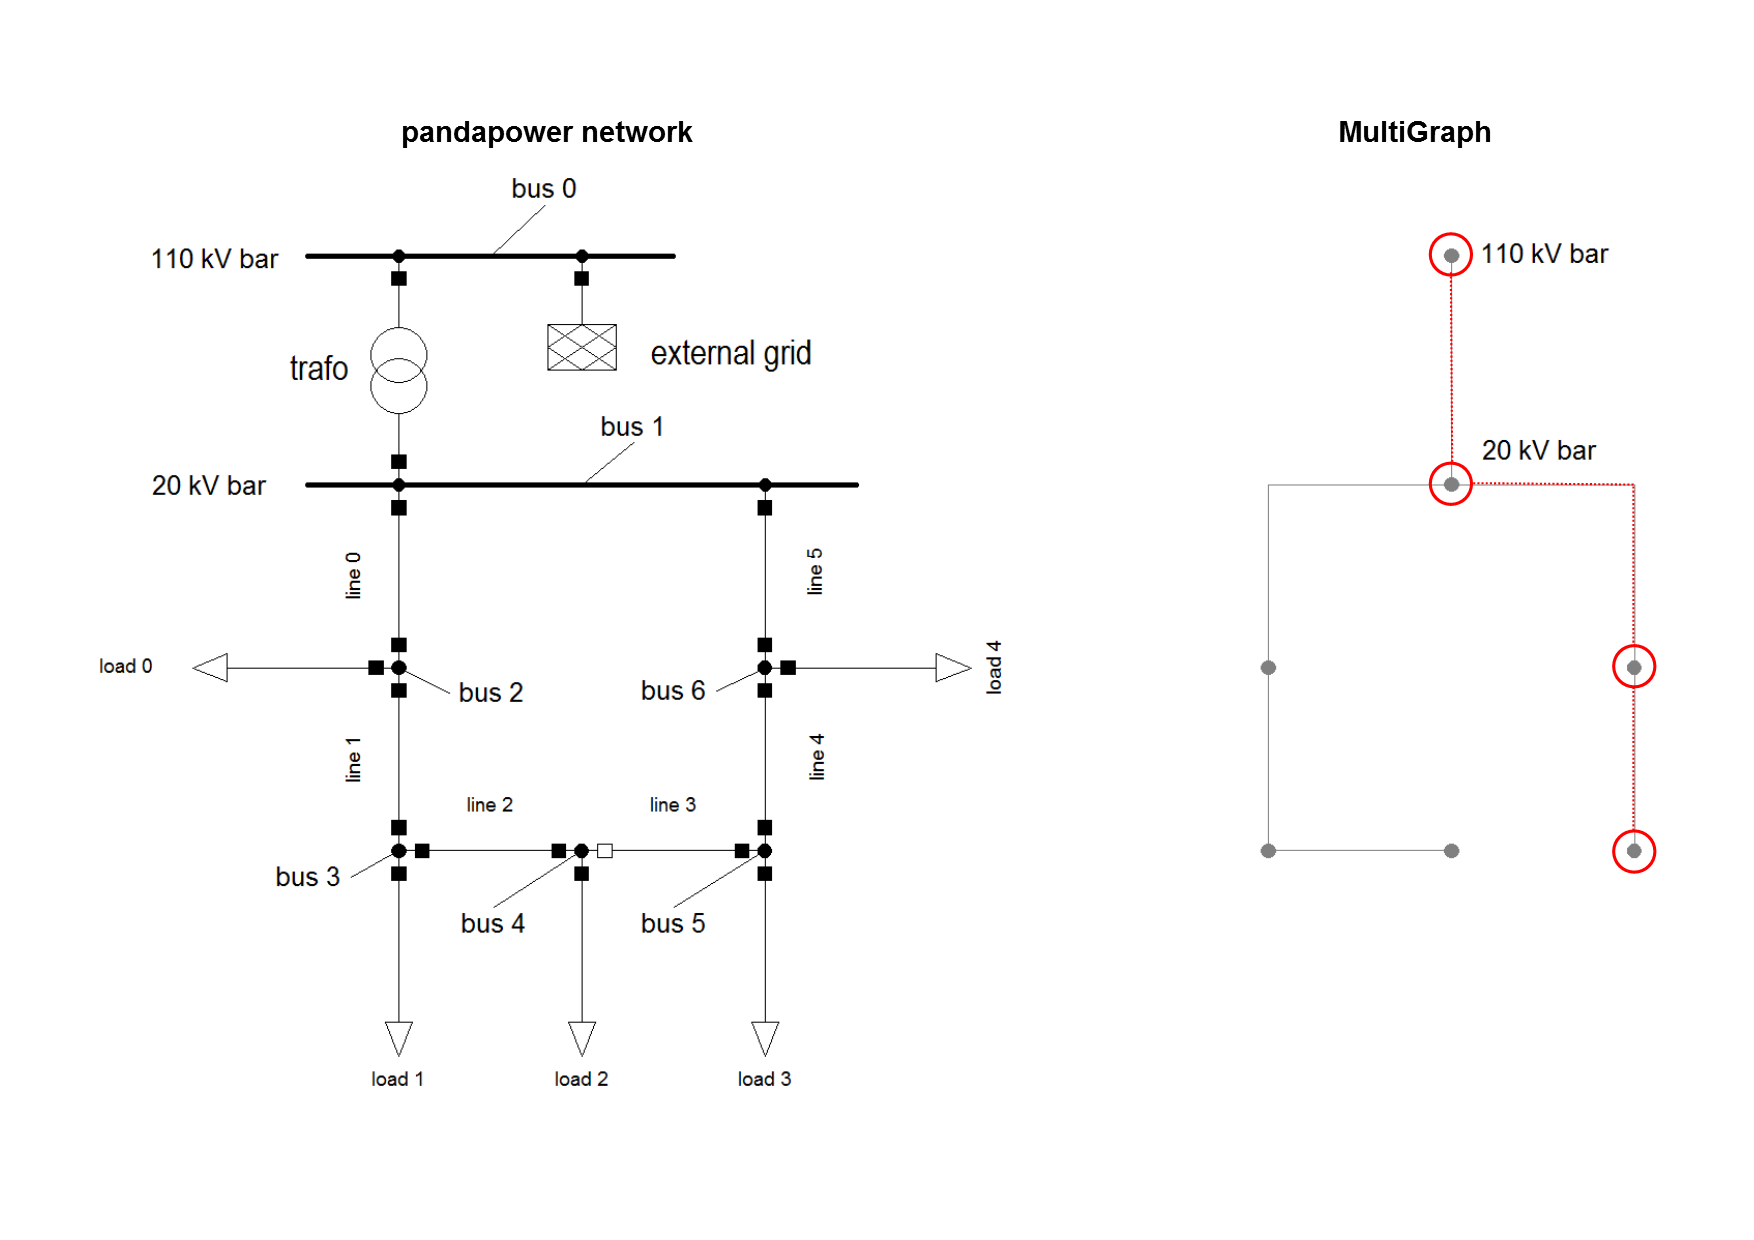 pandapower network
MultiGraph
bus 0
110 kV bar
110 kV bar
trafo
external grid
bus 1
20 kV bar
20 kV bar
line 0
line 5
load 0
bus 2
bus 6
load 4
line 1
line 4
line 2
line 3
bus 3
bus 4
bus 5
load 1
load 2
load 3